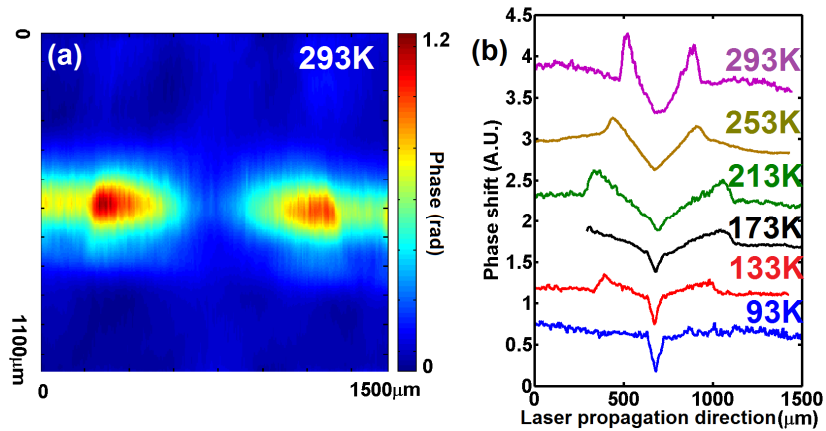 (a)
293K
1.2
Phase (rad)
0
0
1100μm
0
1500μm
(b)
4.5
4
3.5
3
2.5
2
1.5
1
0.5
0
293K
253K
213K
173K
133K
93K
Phase shift (A.U.)
0
500
1000
1500
Laser propagation direction(μm)